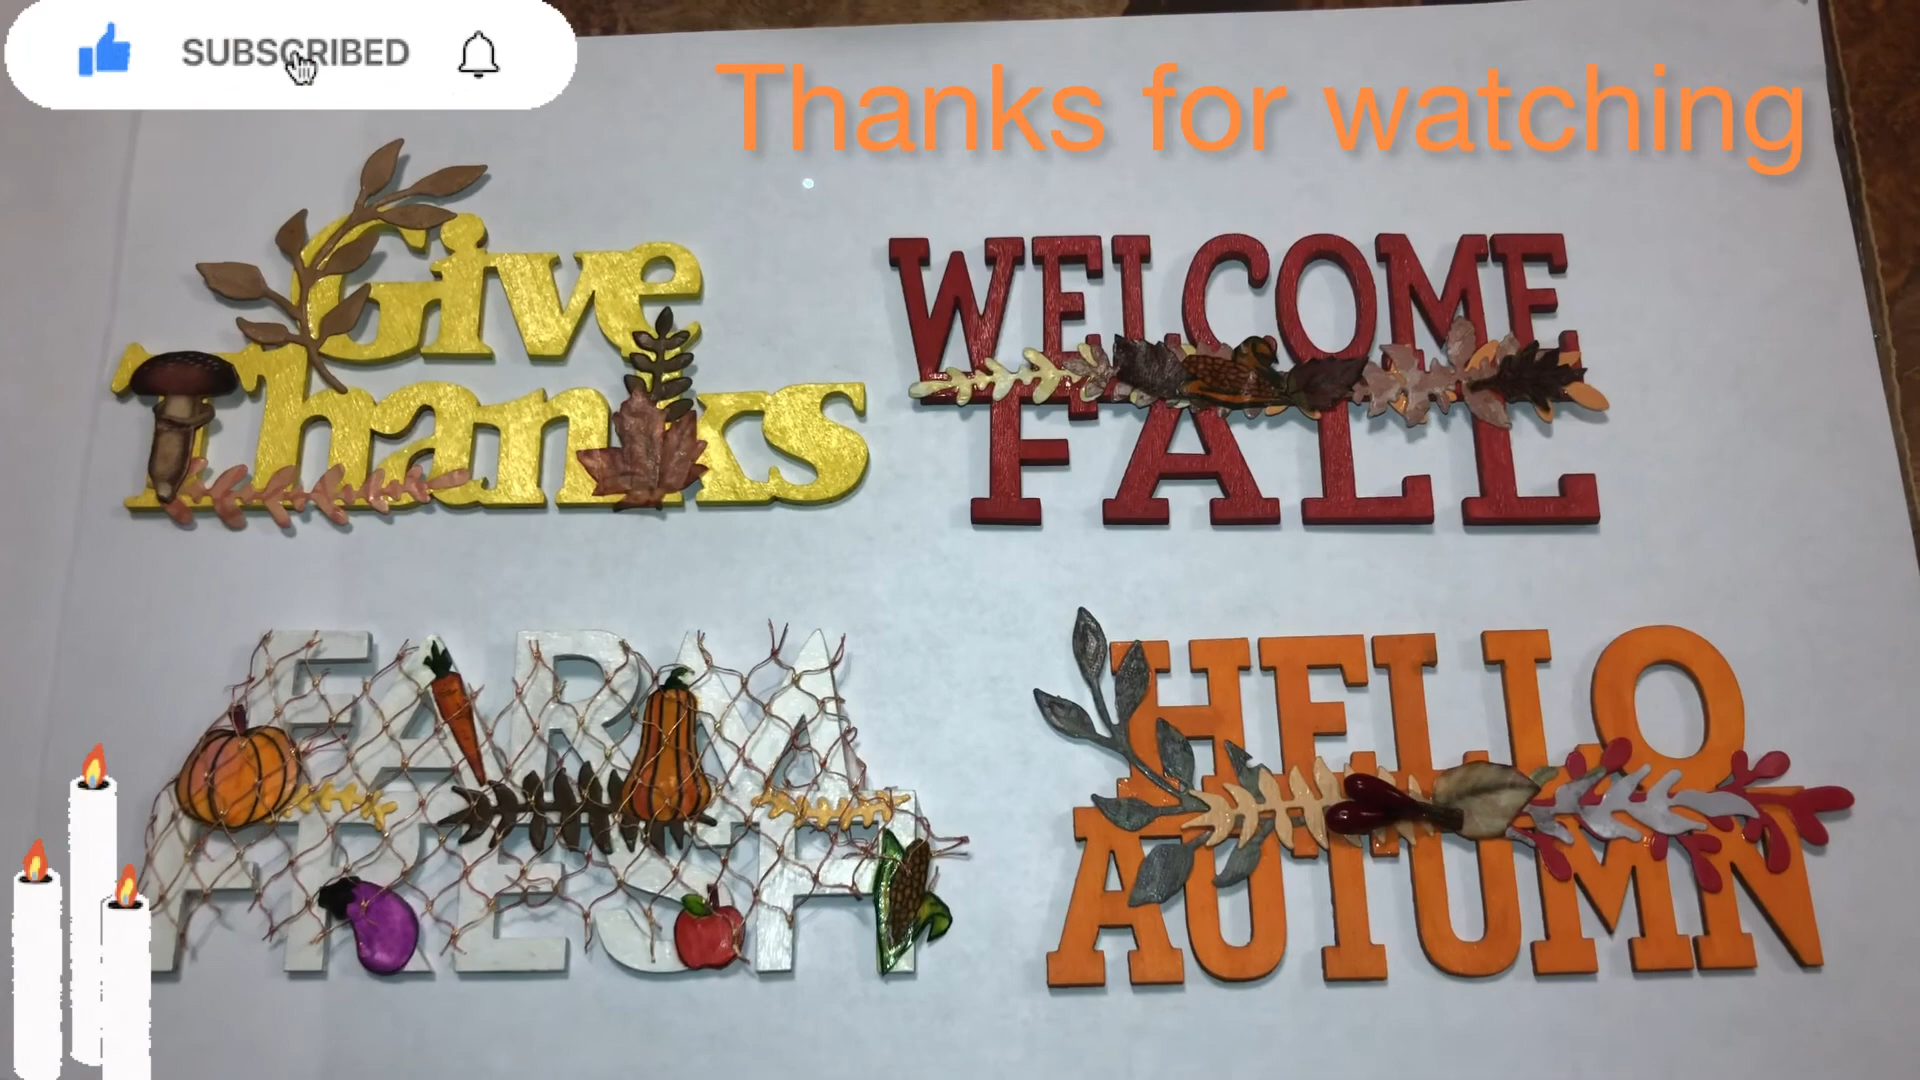 SUBSCRIBED
Thanks for watching
Give
Thanks
WELCOME
FALL
FARM
FRESH
HELLO
AUTUMN